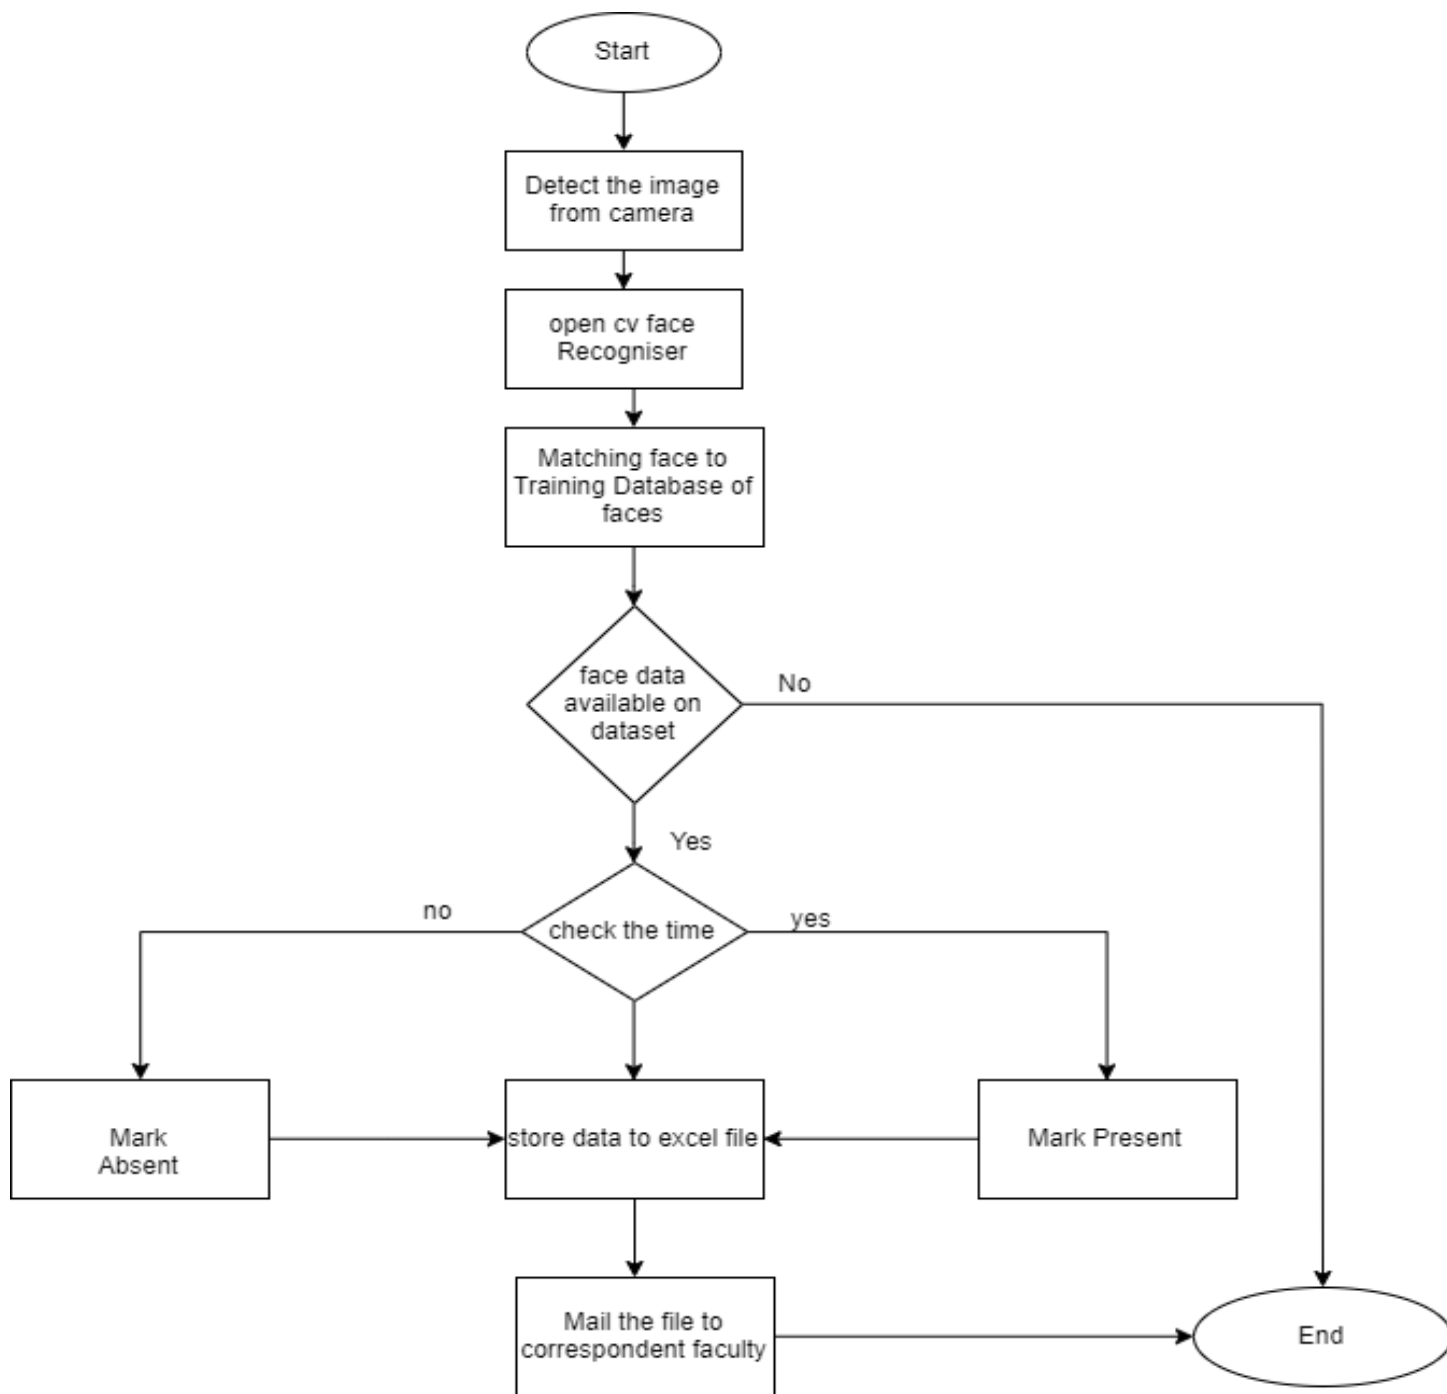 Start
Detect the image
from camera
open cv face
Recogniser
Matching face to
Training Database of
faces
face data
available on
dataset
No
Yes
no
check the time
yes
Mark
Absent
store data to excel file
Mark Present
Mail the file to
correspondent faculty
End